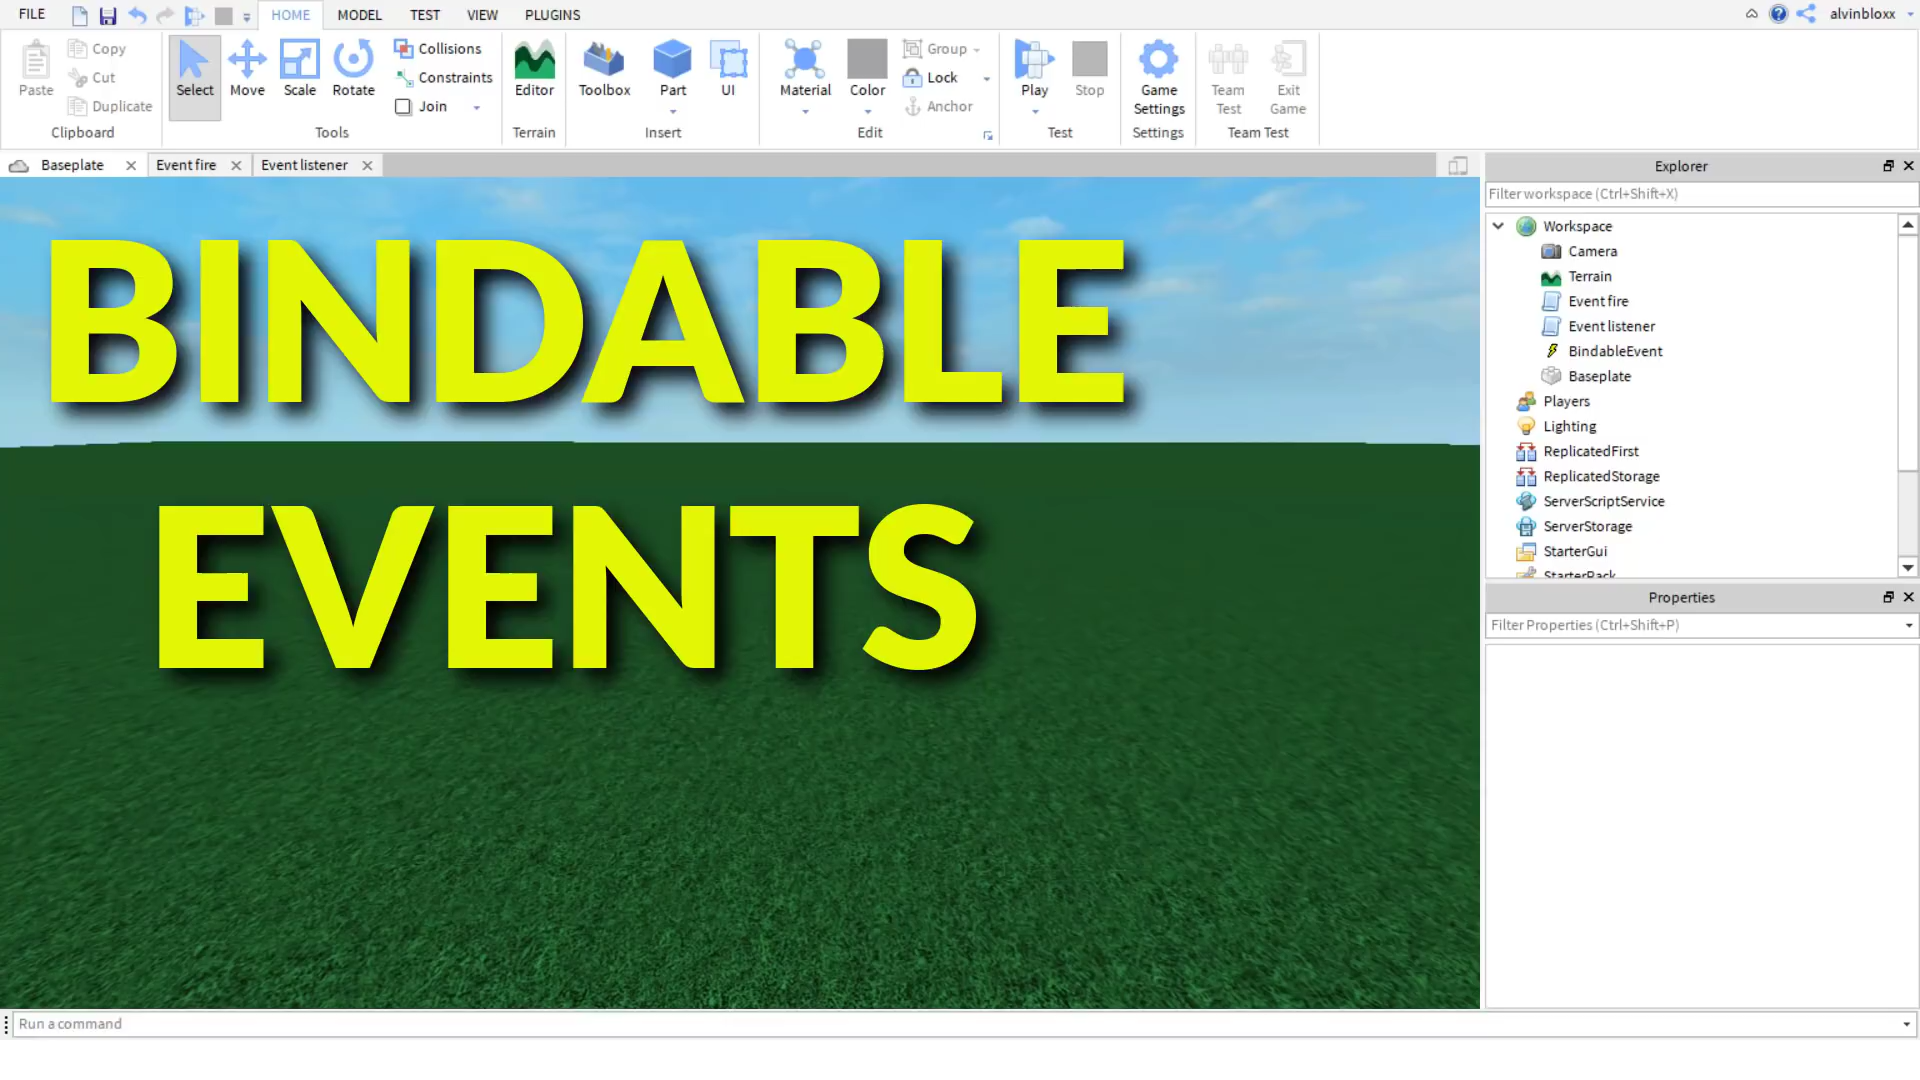 FILE HOME MODEL TEST VIEW PLUGINS alvinbloxx
Paste Copy Cut Duplicate
Clipboard
Select Move Scale Rotate Collisions Constraints Join
Tools
Editor
Terrain
Toolbox Part UI
Insert
Material Color Group Lock Anchor
Edit
Play Stop
Test
Game Settings
Settings
Team Test Exit Game
Team Test
Baseplate Event fire Event listener
BINDABLE
EVENTS
Explorer
Filter workspace (Ctrl+Shift+X)
Workspace
Camera
Terrain
Event fire
Event listener
BindableEvent
Baseplate
Players
Lighting
ReplicatedFirst
ReplicatedStorage
ServerScriptService
ServerStorage
StarterGui
StarterPack
Properties
Filter Properties (Ctrl+Shift+P)
Run a command